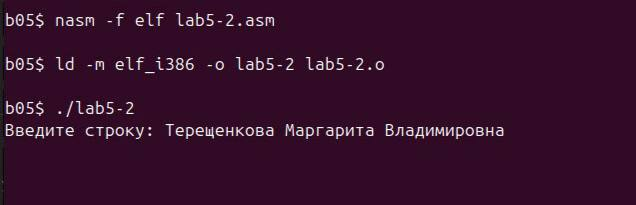 b05$ nasm -f elf lab5-2.asm
b05$ ld -m elf_i386 -o lab5-2 lab5-2.o
b05$ ./lab5-2
Введите строку: Терещенкова Маргарита Владимировна